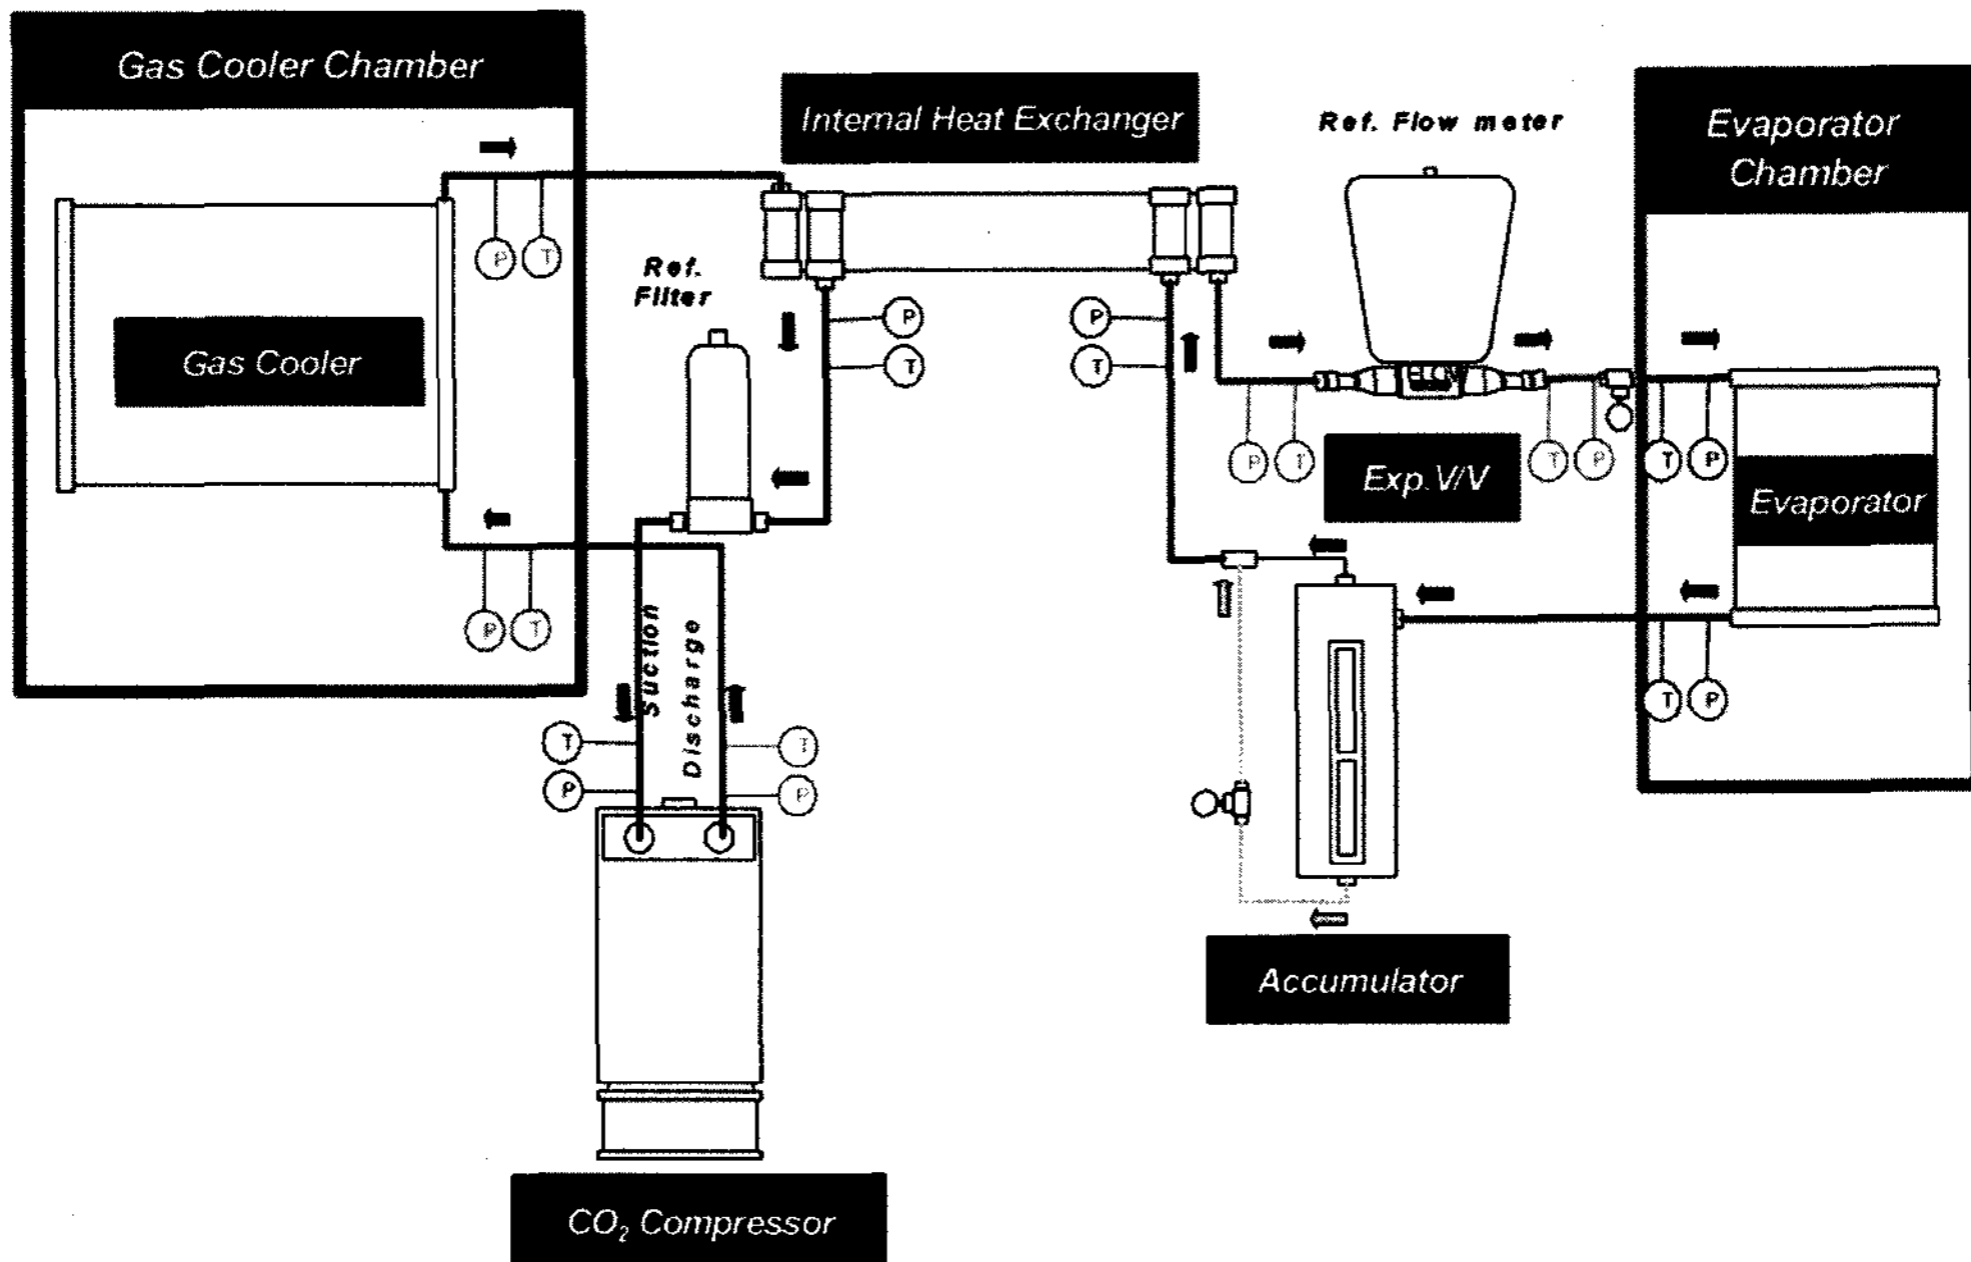 Gas Cooler Chamber
Internal Heat Exchanger
Ref. Flow meter
Evaporator
Chamber
P
T
Ref.
Filter
Gas Cooler
P
T
P
T
P
T
T
P
T
P
Exp.V/V
Evaporator
P
T
Suction
Discharge
T
P
T
P
T
P
Accumulator
CO₂ Compressor